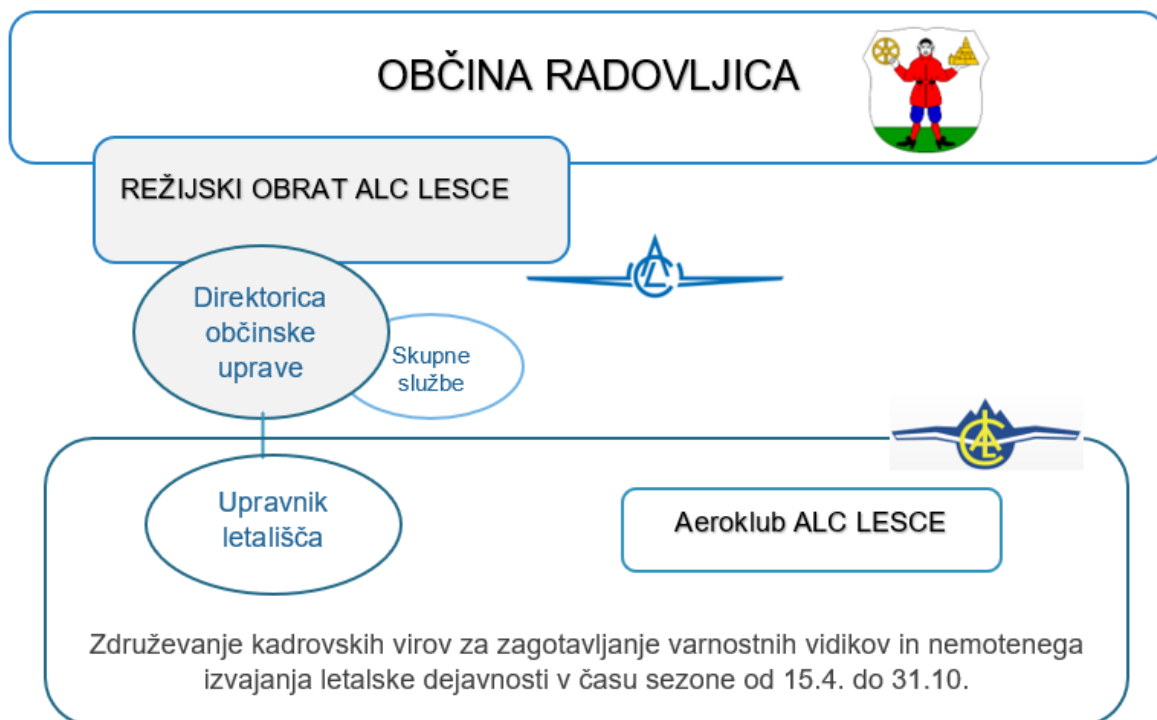 OBČINA RADOVLJICA
REŽIJSKI OBRAT ALC LESCE
Direktorica
občinske
uprave
Skupne
službe
Upravnik
letališča
Aeroklub ALC LESCE
Združevanje kadrovskih virov za zagotavljanje varnostnih vidikov in nemotenega
izvajanja letalske dejavnosti v času sezone od 15.4. do 31.10.